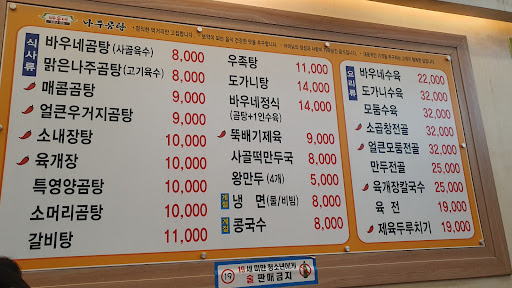 나주곰탕
식사류
바우네곰탕 (사골육수) 8,000
맑은나주곰탕(고기육수) 8,000
매콤곰탕 9,000
얼큰우거지곰탕 9,000
소내장탕 10,000
육개장 10,000
특영양곰탕 10,000
소머리곰탕 10,000
갈비탕 11,000
우족탕 11,000
도가니탕 14,000
바우네정식 14,000
(곰탕+1인수육)
뚝배기제육 9,000
사골떡만두국 8,000
왕만두 (4개) 5,000
계절 냉 면 (물/비빔) 8,000
계절 콩국수 8,000
요리류
바우네수육 22,000
도가니수육 32,000
모듬수육 32,000
소곱창전골 32,000
얼큰모듬전골 32,000
만두전골 25,000
육개장칼국수 25,000
육 전 19,000
제육두루치기 19,000
19 19세 미만 청소년에게
술 판매금지